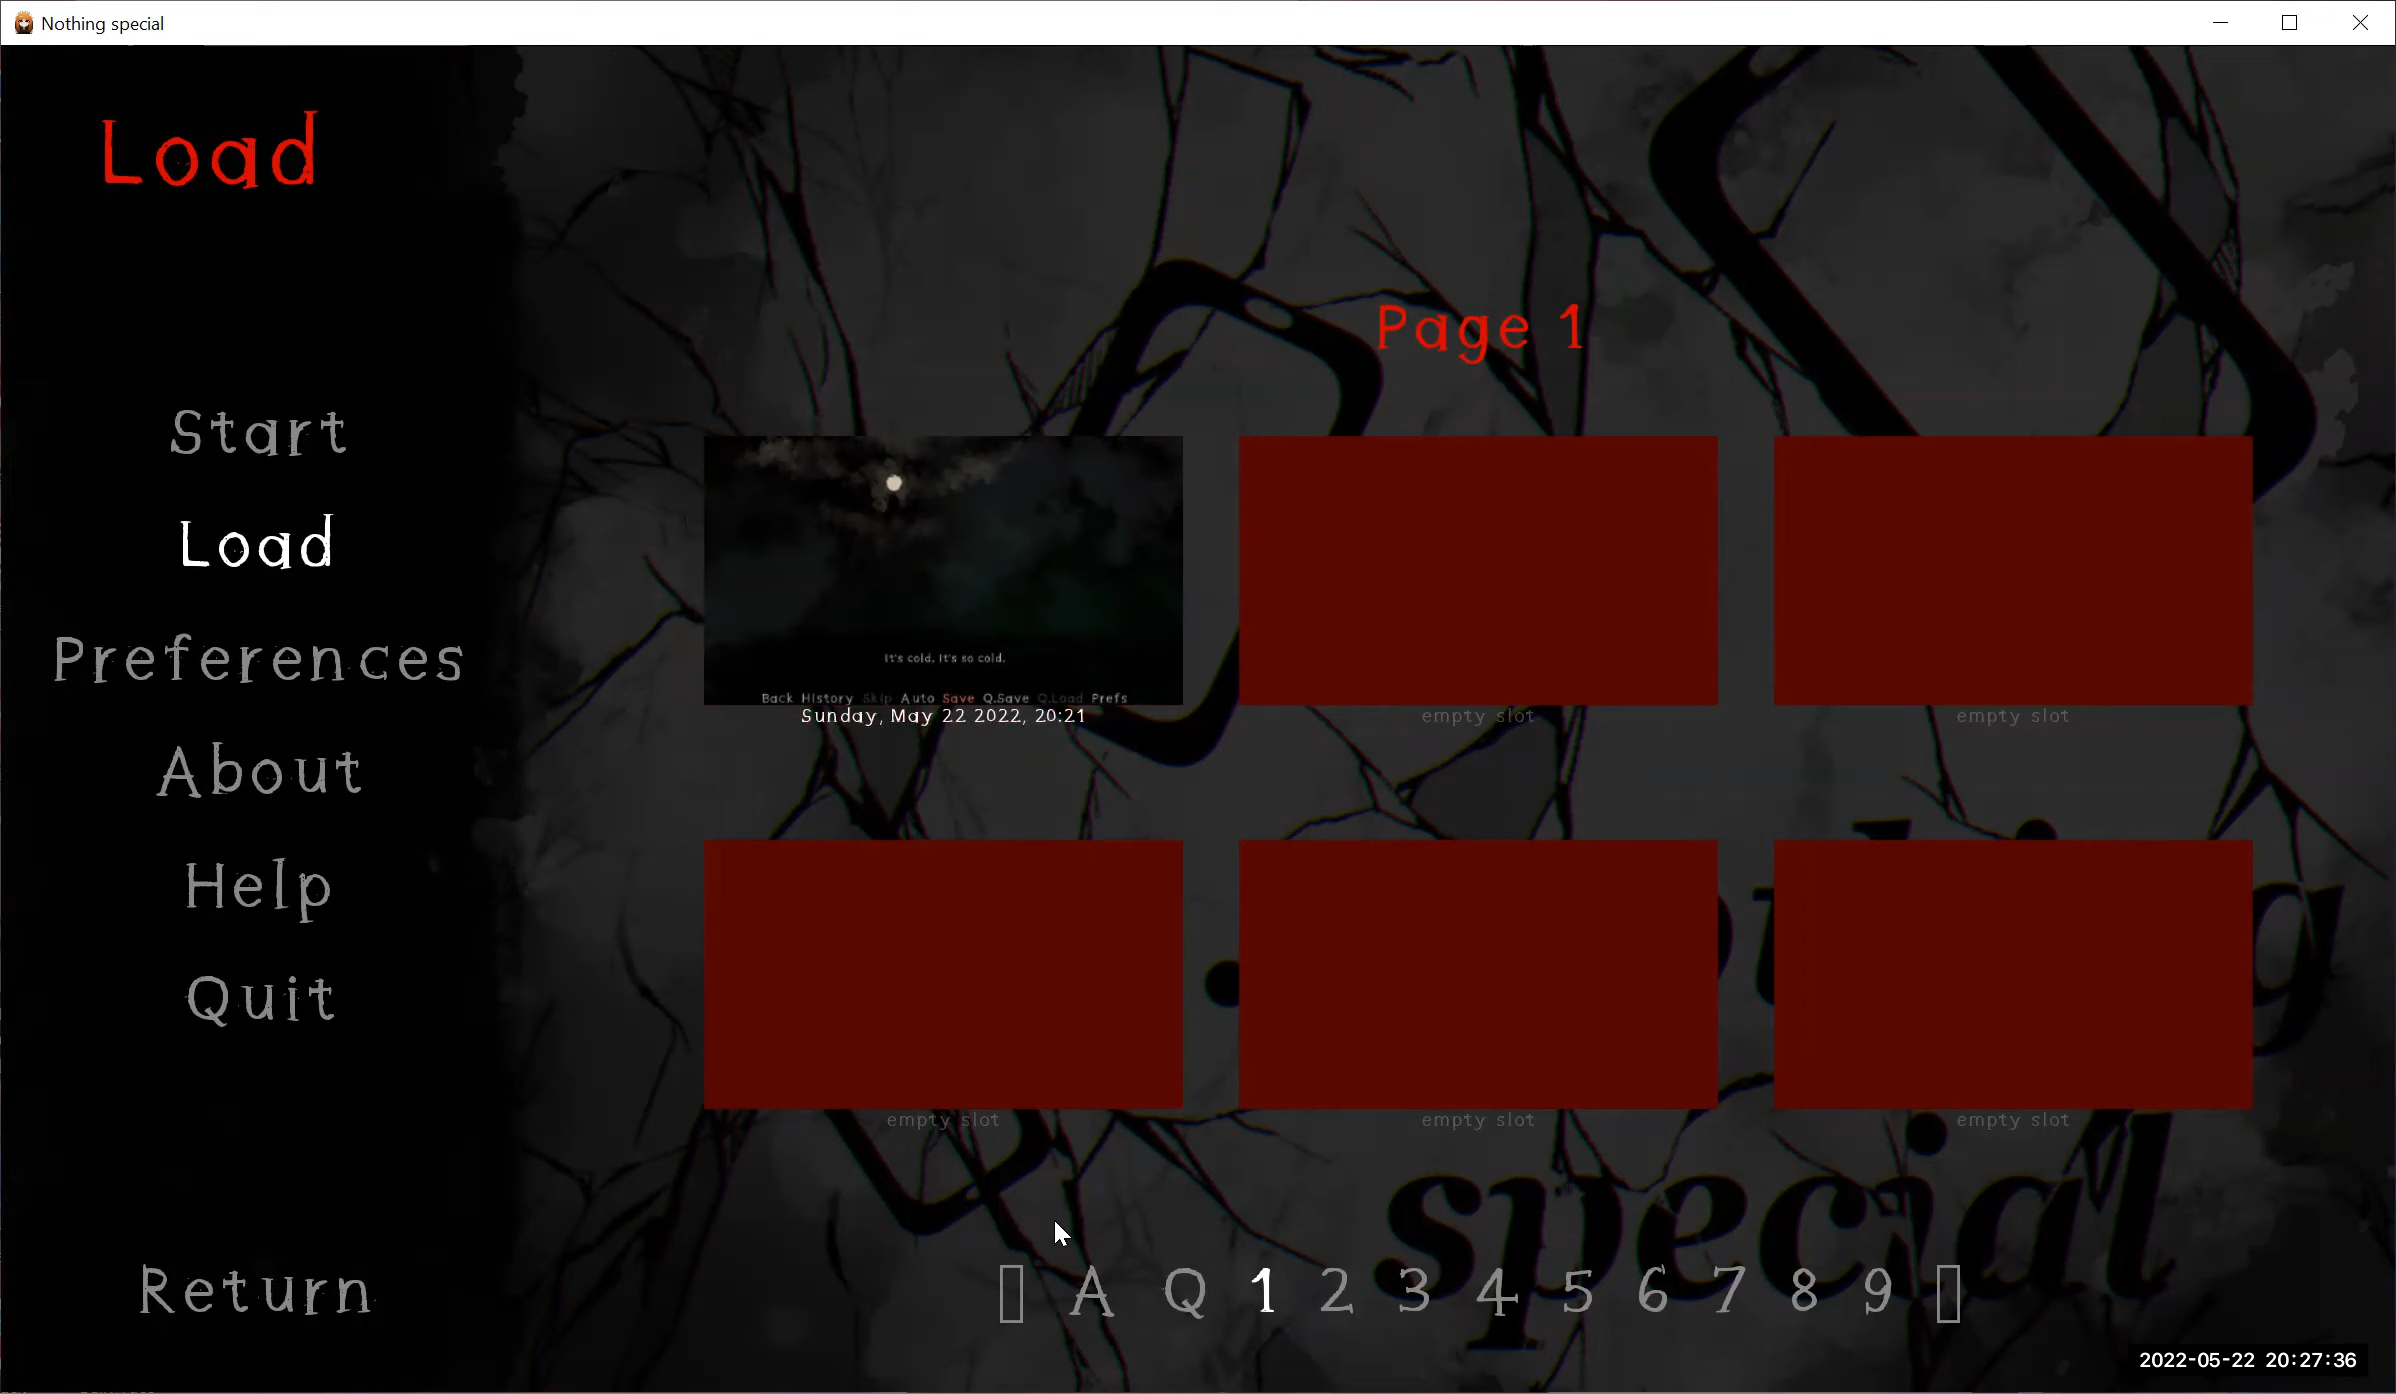 Nothing special
Load
Page 1
Start
Load
Preferences
About
Help
Quit
Return
It's cold. It's so cold.
Back History Skip Auto Save Q.Save Q.Load Prefs
Sunday, May 22 2022, 20:21
empty slot
empty slot
empty slot
empty slot
empty slot
special
A Q 1 2 3 4 5 6 7 8 9
2022-05-22 20:27:36